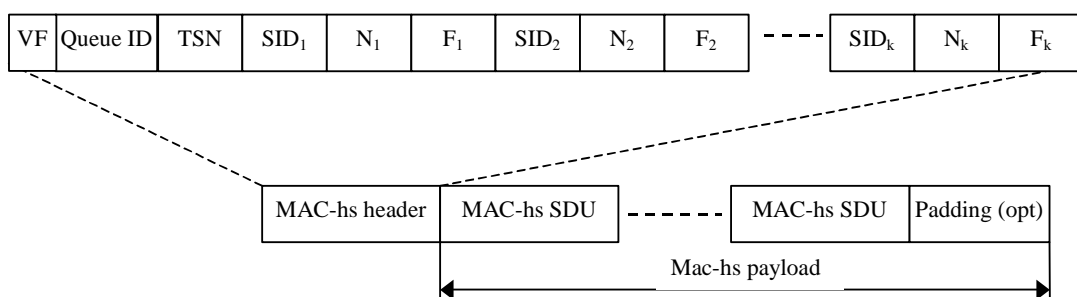 VF Queue ID TSN SID₁ N₁ F₁ SID₂ N₂ F₂ SIDₖ Nₖ Fₖ
MAC-hs header MAC-hs SDU MAC-hs SDU Padding (opt)
Mac-hs payload